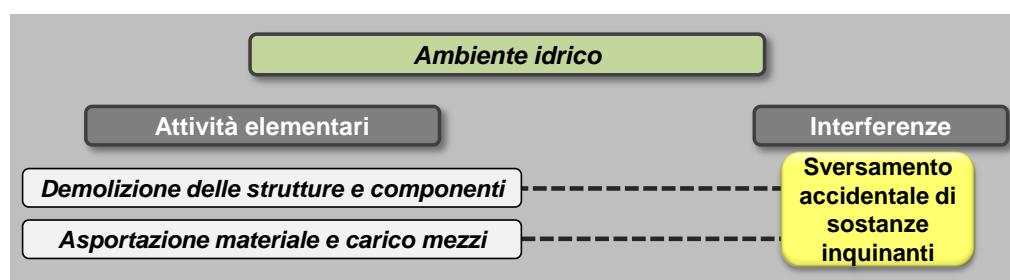 Ambiente idrico
Attività elementari
Interferenze
Demolizione delle strutture e componenti
Asportazione materiale e carico mezzi
Sversamento
accidentale di
sostanze
inquinanti